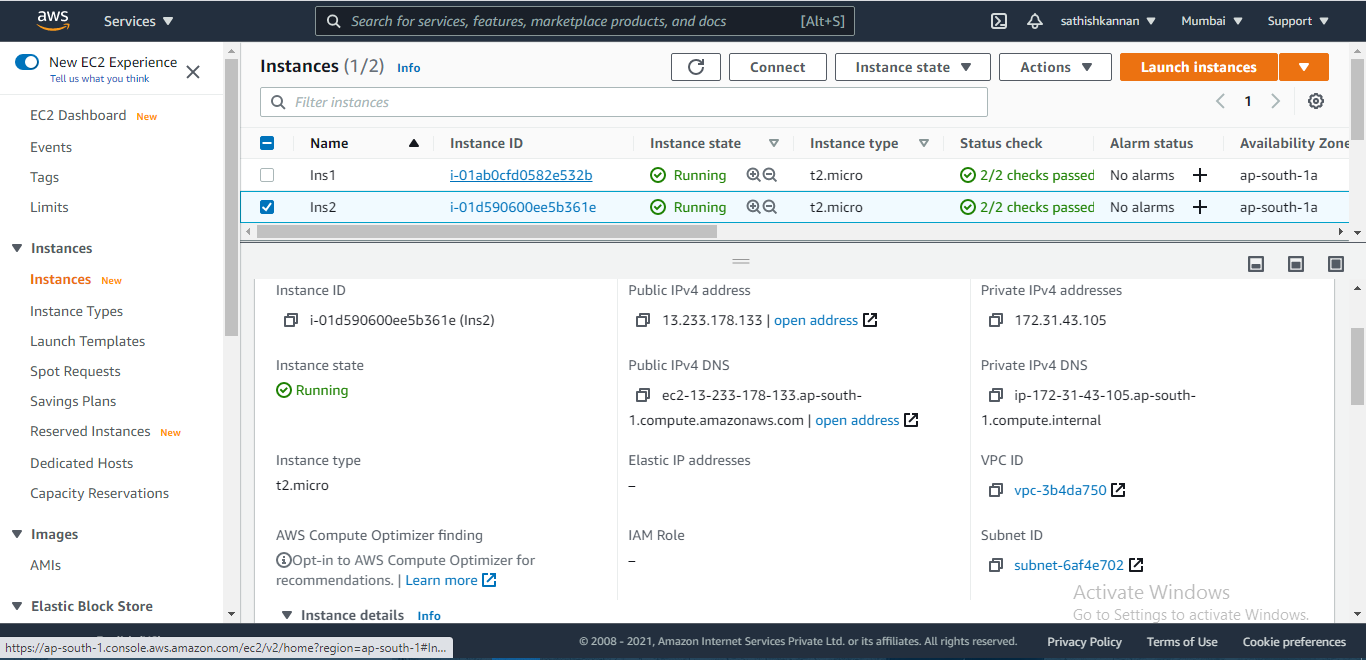 aws Services Search for services, features, marketplace products, and docs [Alt+S] sathishkannan Mumbai Support
New EC2 Experience
Tell us what you think
EC2 Dashboard New
Events
Tags
Limits
Instances
Instances New
Instance Types
Launch Templates
Spot Requests
Savings Plans
Reserved Instances New
Dedicated Hosts
Capacity Reservations
Images
AMIs
Elastic Block Store
Instances (1/2) Info Connect Instance state Actions Launch instances
Filter instances 1
Name Instance ID Instance state Instance type Status check Alarm status Availability Zone
Ins1 i-01ab0cfd0582e532b Running t2.micro 2/2 checks passed No alarms + ap-south-1a
Ins2 i-01d590600ee5b361e Running t2.micro 2/2 checks passed No alarms + ap-south-1a
Instance ID
i-01d590600ee5b361e (Ins2)
Public IPv4 address
13.233.178.133 | open address
Private IPv4 addresses
172.31.43.105
Instance state
Running
Public IPv4 DNS
ec2-13-233-178-133.ap-south-
1.compute.amazonaws.com | open address
Private IPv4 DNS
ip-172-31-43-105.ap-south-
1.compute.internal
Instance type
t2.micro
Elastic IP addresses
–
VPC ID
vpc-3b4da750
AWS Compute Optimizer finding
Opt-in to AWS Compute Optimizer for
recommendations. | Learn more
IAM Role
–
Subnet ID
subnet-6af4e702
Instance details Info
Activate Windows
Go to Settings to activate Windows.
https://ap-south-1.console.aws.amazon.com/ec2/v2/home?region=ap-south-1#In...
© 2008 - 2021, Amazon Internet Services Private Ltd. or its affiliates. All rights reserved. Privacy Policy Terms of Use Cookie preferences